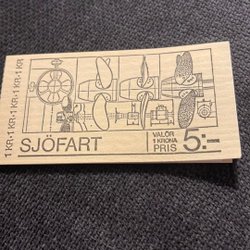 1 KR·1 KR·1 KR·1 KR·1 KR
SJÖFART
VALÖR
1 KRONA
PRIS 5:-